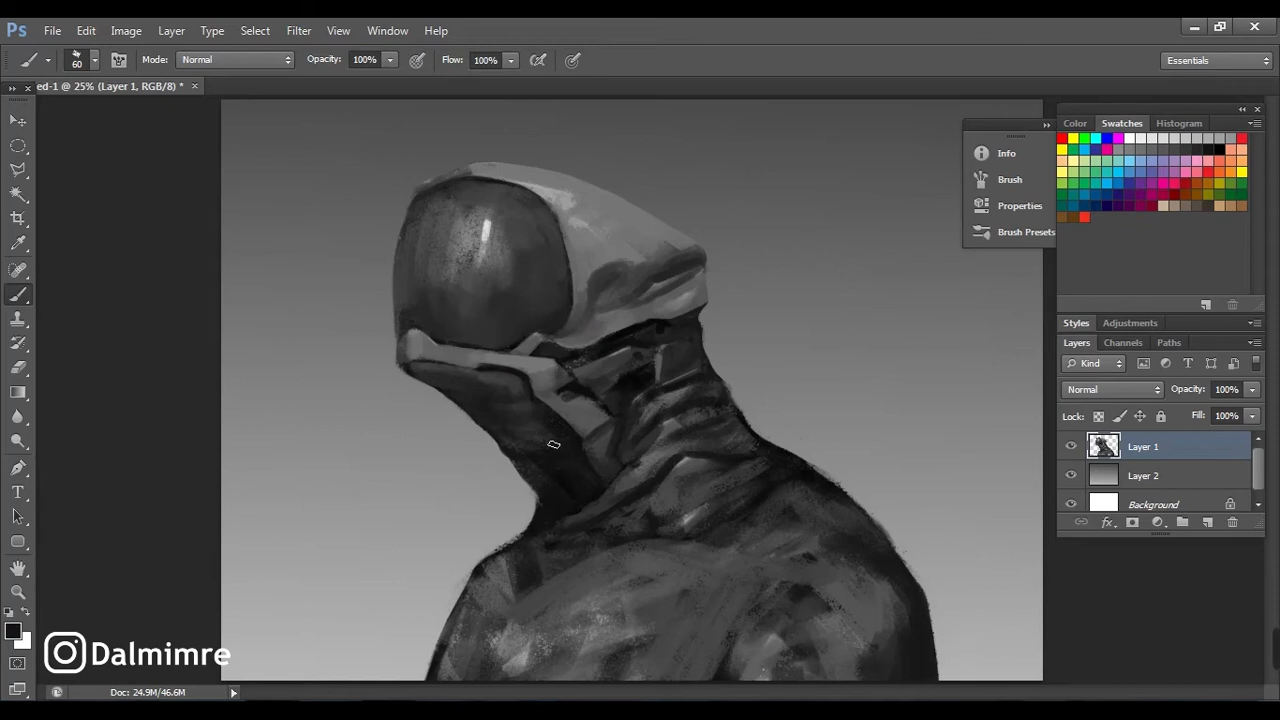 Ps File Edit Image Layer Type Select Filter View Window Help
60 Mode: Normal Opacity: 100% Flow: 100% Essentials
ed-1 @ 25% (Layer 1, RGB/8) *
Color Swatches Histogram
Info
Brush
Properties
Brush Presets
Styles Adjustments
Layers Channels Paths
Kind
Normal Opacity: 100%
Lock: Fill: 100%
Layer 1
Layer 2
Background
fx
Dalmimre
Doc: 24.9M/46.6M